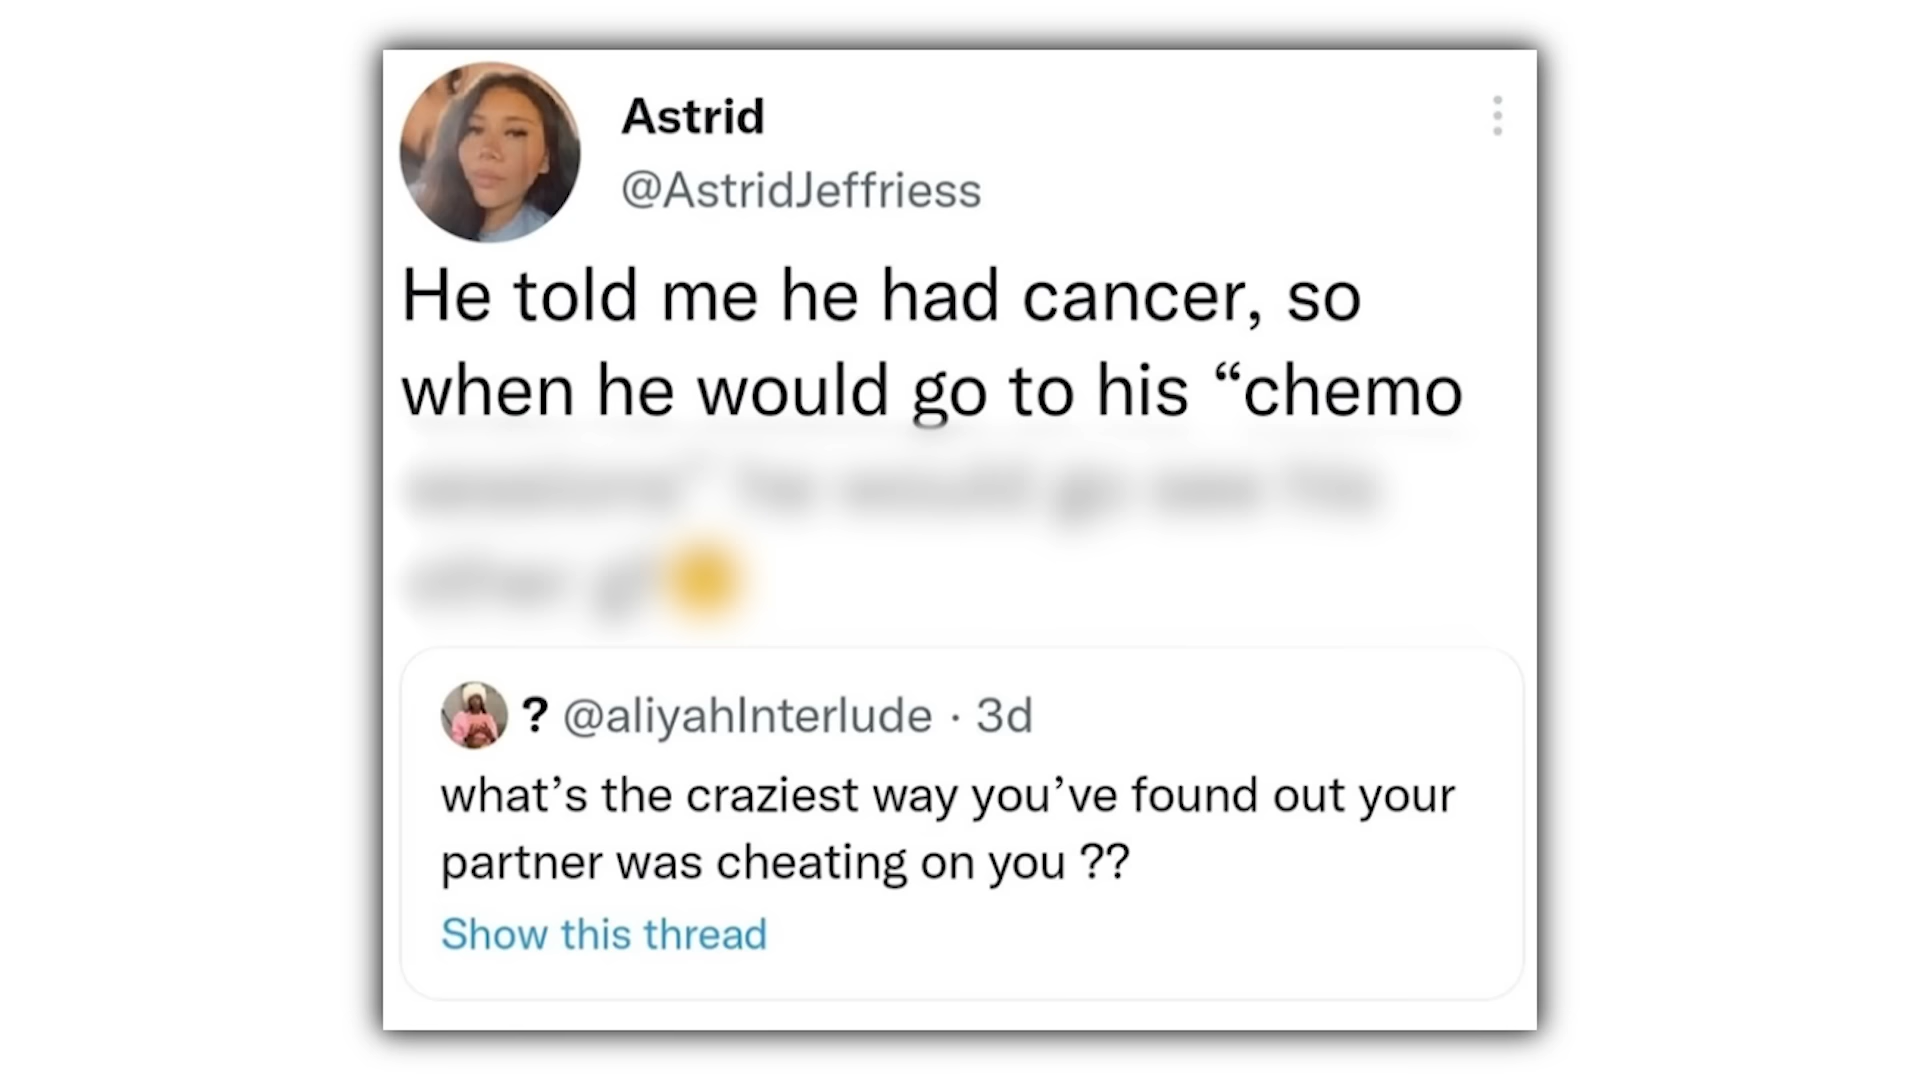 Astrid
@AstridJeffriess
He told me he had cancer, so
when he would go to his “chemo
? @aliyahInterlude · 3d
what’s the craziest way you’ve found out your
partner was cheating on you ??
Show this thread